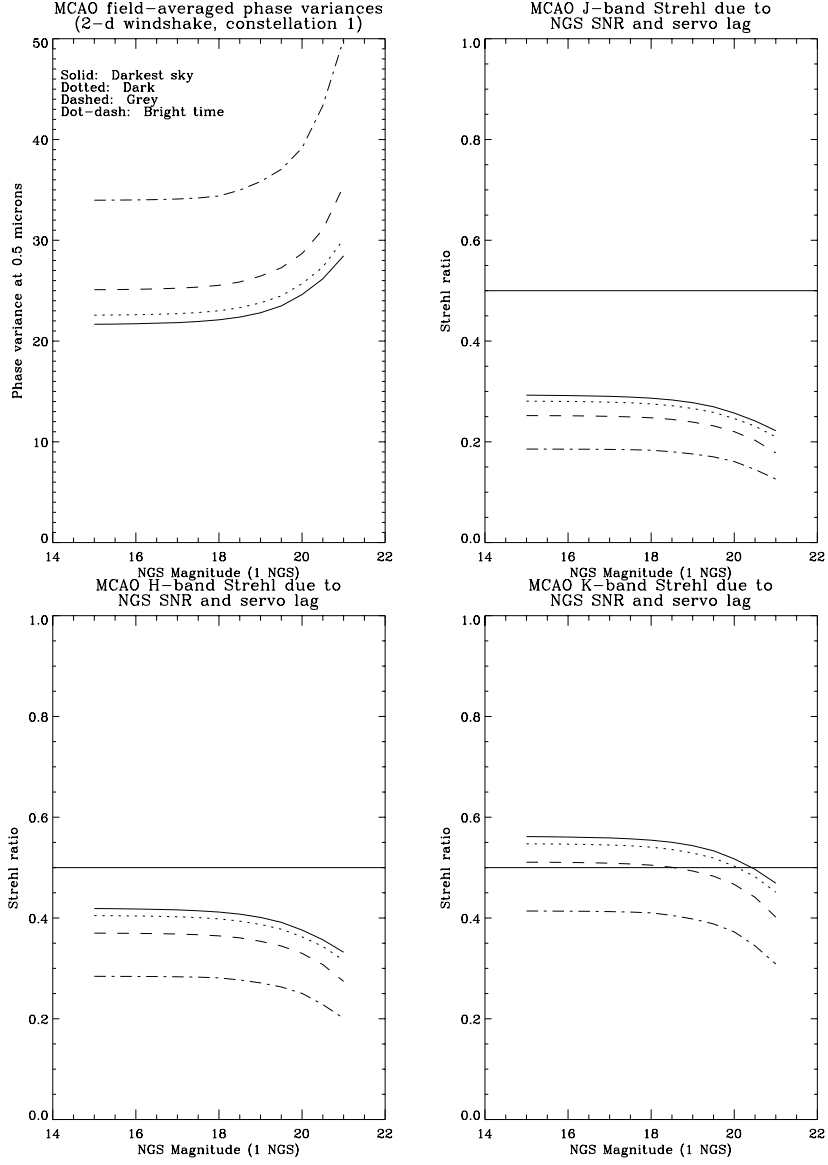 MCAO field-averaged phase variances
(2-d windshake, constellation 1)
50
40
30
20
10
0
Phase variance at 0.5 microns
Solid: Darkest sky
Dotted: Dark
Dashed: Grey
Dot-dash: Bright time
14 16 18 20 22
NGS Magnitude (1 NGS)
MCAO J-band Strehl due to
NGS SNR and servo lag
1.0
0.8
0.6
0.4
0.2
0.0
Strehl ratio
14 16 18 20 22
NGS Magnitude (1 NGS)
MCAO H-band Strehl due to
NGS SNR and servo lag
1.0
0.8
0.6
0.4
0.2
0.0
Strehl ratio
14 16 18 20 22
NGS Magnitude (1 NGS)
MCAO K-band Strehl due to
NGS SNR and servo lag
1.0
0.8
0.6
0.4
0.2
0.0
Strehl ratio
14 16 18 20 22
NGS Magnitude (1 NGS)